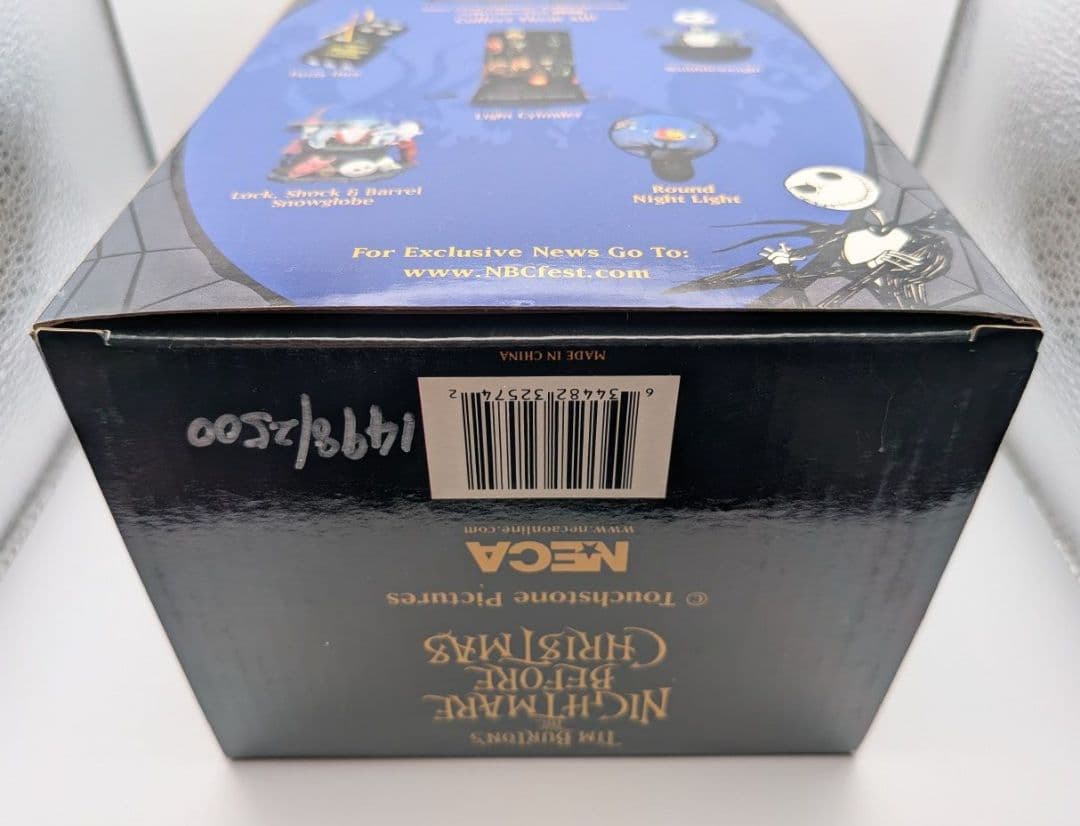 Light Cylinder
Lock, Shock & Barrel
Snowglobe
Round
Night Light
For Exclusive News Go To:
www.NBCfest.com
MADE IN CHINA
6 34482 32574 2
1498/2500
www.necaonline.com
NECA
© Touchstone Pictures
TIM BURTON'S
THE
NIGHTMARE
BEFORE
CHRISTMAS